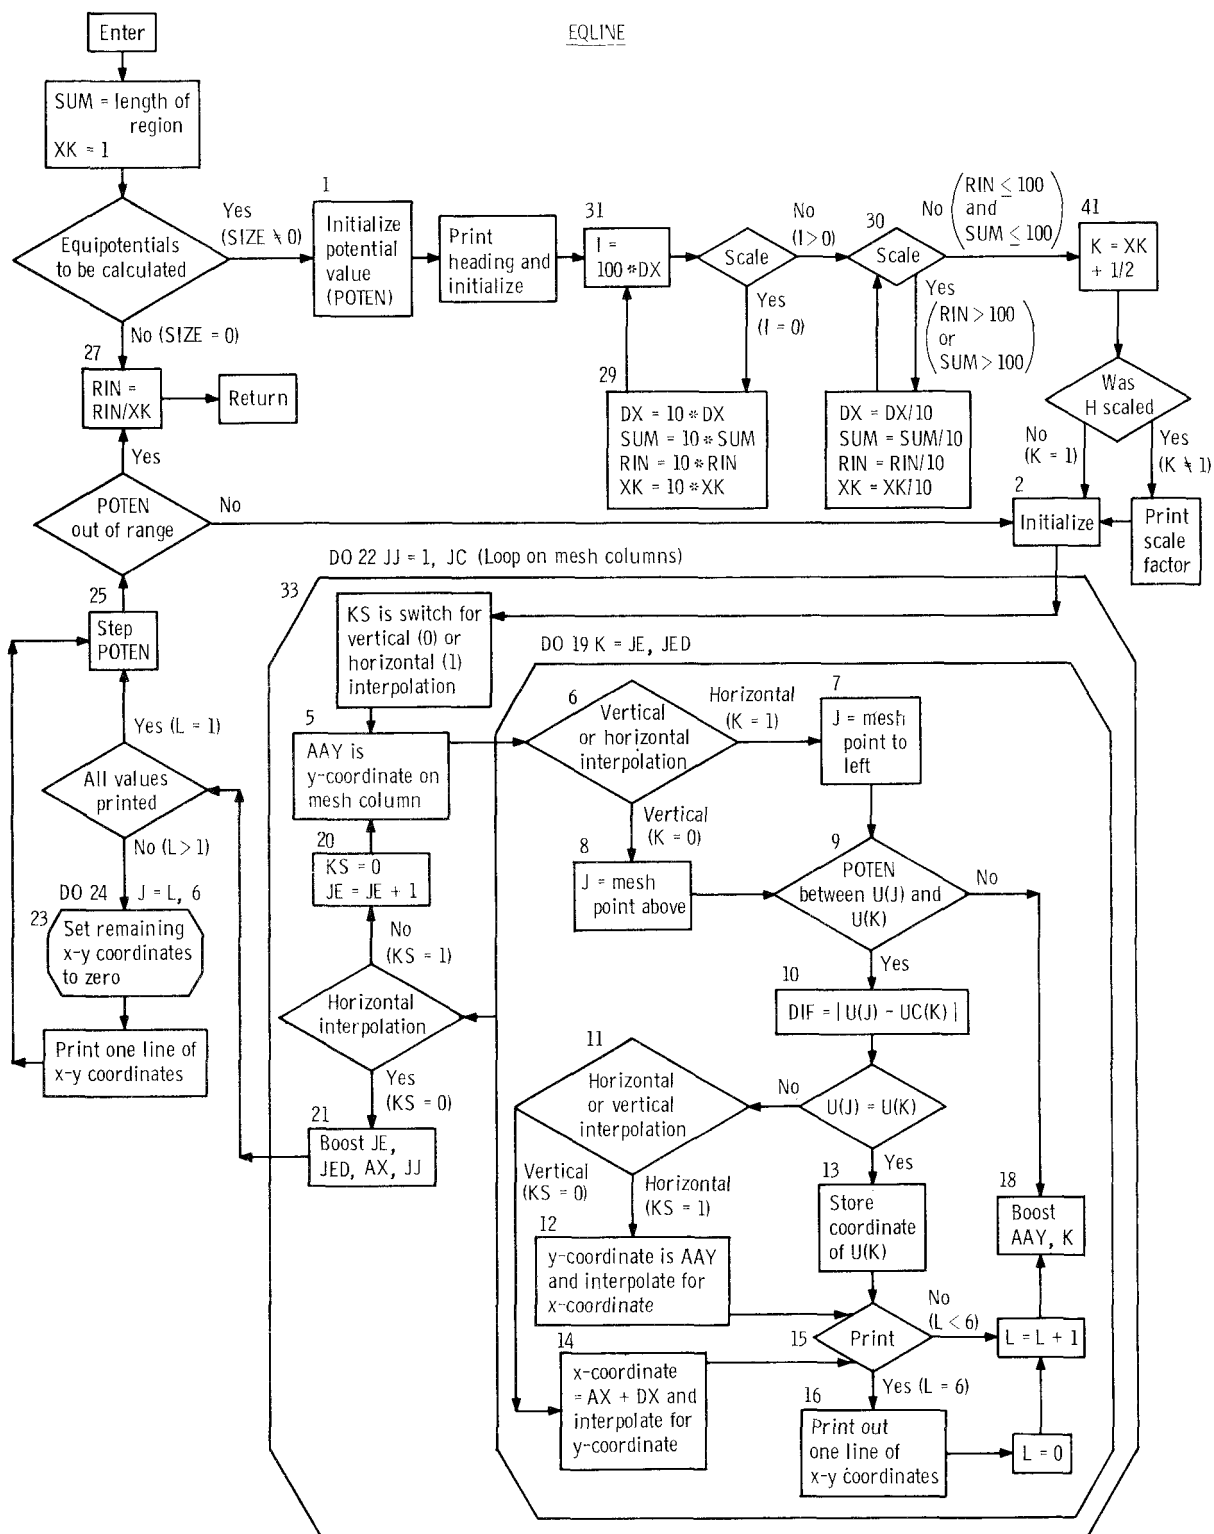 EQLINE
Enter
SUM = length of
region
XK = 1
Equipotentials
to be calculated
Yes
(SIZE ≠ 0)
No (SIZE = 0)
1
Initialize
potential
value
(POTEN)
Print
heading and
initialize
31
I =
100 * DX
Scale
No
(I > 0)
Yes
(I = 0)
29
DX = 10 * DX
SUM = 10 * SUM
RIN = 10 * RIN
XK = 10 * XK
30
Scale
No
(RIN ≤ 100
and
SUM ≤ 100)
Yes
(RIN > 100
or
SUM > 100)
DX = DX/10
SUM = SUM/10
RIN = RIN/10
XK = XK/10
41
K = XK
+ 1/2
Was
H scaled
No
(K = 1)
Yes
(K ≠ 1)
2
Initialize
Print
scale
factor
27
RIN =
RIN/XK
Return
Yes
POTEN
out of range
No
25
Step
POTEN
Yes (L = 1)
All values
printed
No (L > 1)
DO 24 J = L, 6
23
Set remaining
x-y coordinates
to zero
Print one line of
x-y coordinates
DO 22 JJ = 1, JC (Loop on mesh columns)
33
KS is switch for
vertical (0) or
horizontal (1)
interpolation
5
AAY is
y-coordinate on
mesh column
20
KS = 0
JE = JE + 1
No
(KS = 1)
Horizontal
interpolation
Yes
(KS = 0)
21
Boost JE,
JED, AX, JJ
DO 19 K = JE, JED
6
Vertical
or horizontal
interpolation
Horizontal
(K = 1)
Vertical
(K = 0)
7
J = mesh
point to
left
8
J = mesh
point above
9
POTEN
between U(J) and
U(K)
No
Yes
10
DIF = | U(J) - UC(K) |
U(J) = U(K)
No
Yes
11
Horizontal
or vertical
interpolation
Vertical
(KS = 0)
Horizontal
(KS = 1)
12
y-coordinate is AAY
and interpolate for
x-coordinate
13
Store
coordinate
of U(K)
14
x-coordinate
= AX + DX and
interpolate for
y-coordinate
15
Print
No
(L < 6)
Yes (L = 6)
16
Print out
one line of
x-y coordinates
L = 0
L = L + 1
18
Boost
AAY, K